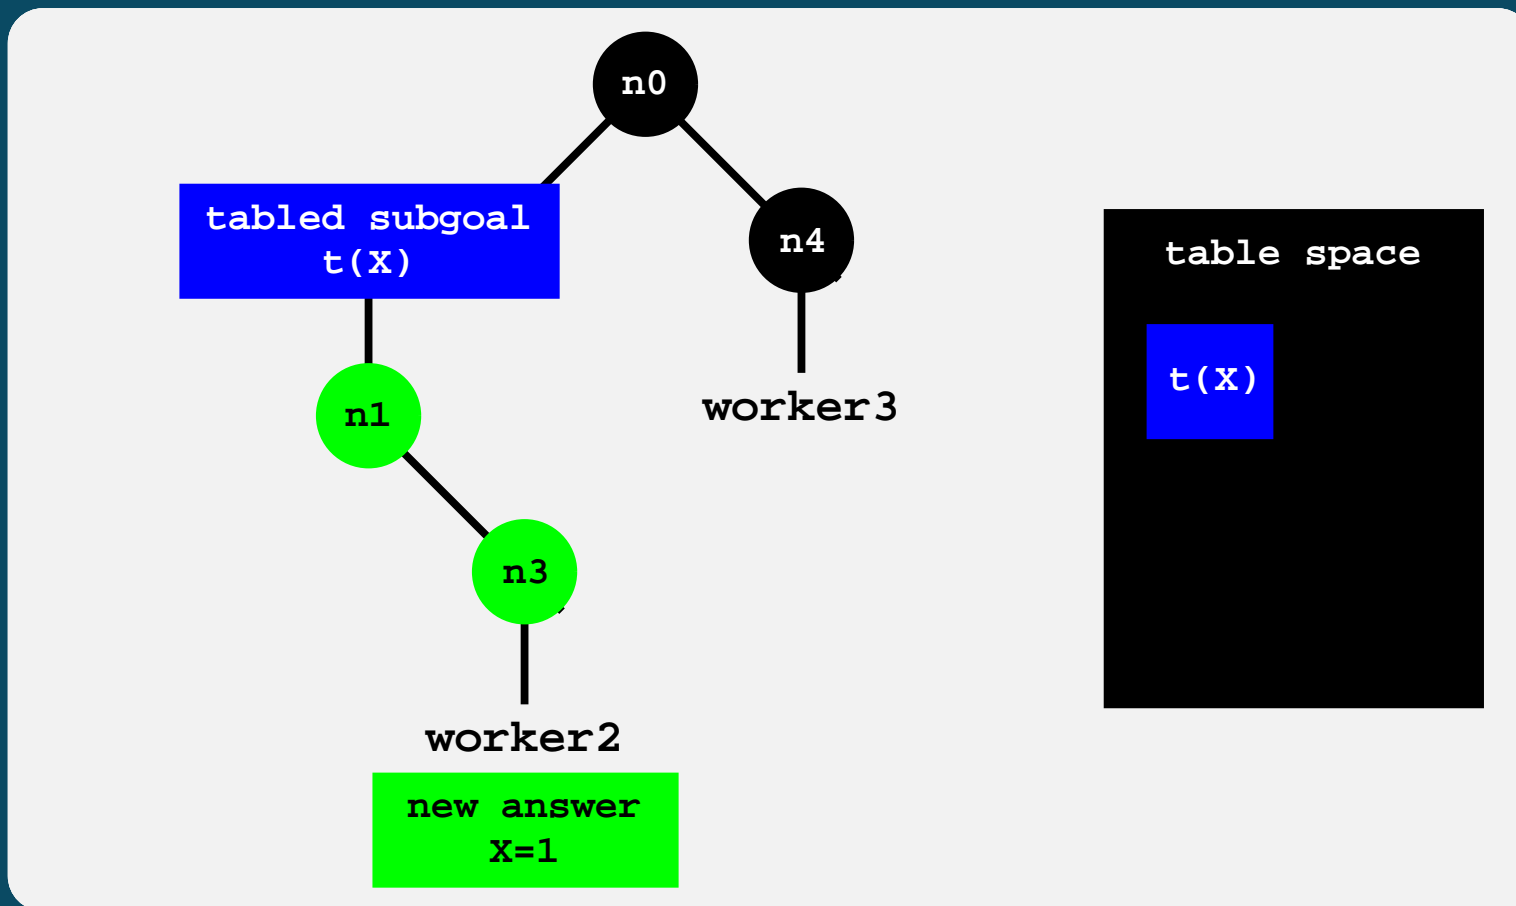 n0
tabled subgoal
t(X)
n4
table space
t(X)
n1
worker3
n3
worker2
new answer
X=1